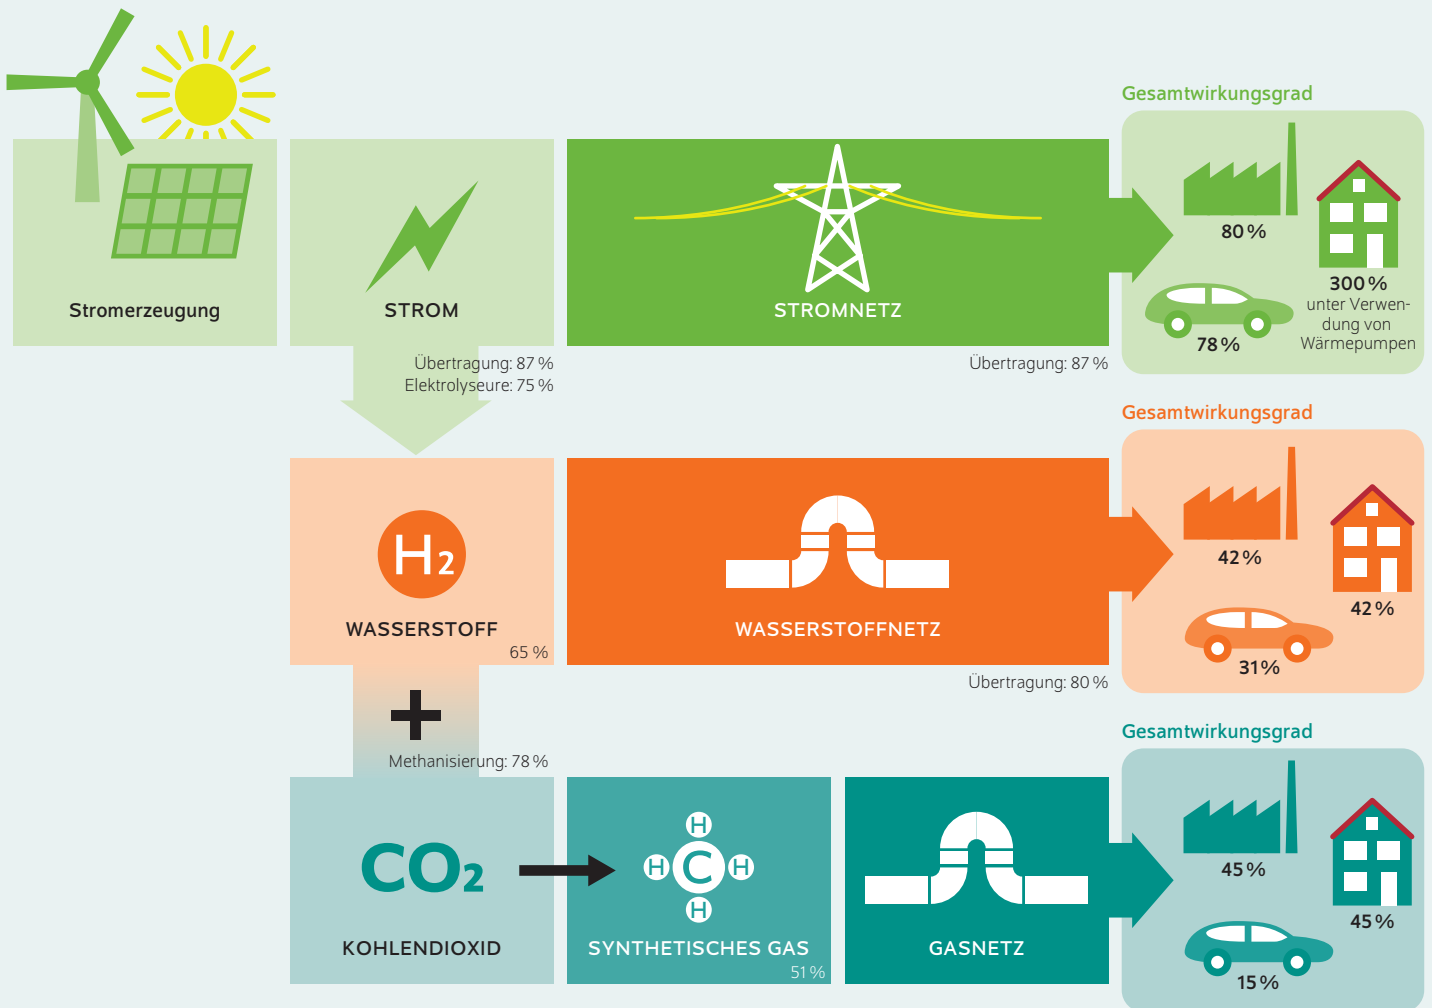 Gesamtwirkungsgrad
Stromerzeugung
STROM
STROMNETZ
80 %
300 %
unter Verwen-
dung von
Wärmepumpen
78 %
Übertragung: 87 %
Elektrolyseure: 75 %
Übertragung: 87 %
Gesamtwirkungsgrad
H2
WASSERSTOFF
65 %
WASSERSTOFFNETZ
42 %
42 %
31 %
Übertragung: 80 %
Gesamtwirkungsgrad
+
Methanisierung: 78 %
CO2
KOHLENDIOXID
H
H C H
H
SYNTHETISCHES GAS
51 %
GASNETZ
45 %
45 %
15 %